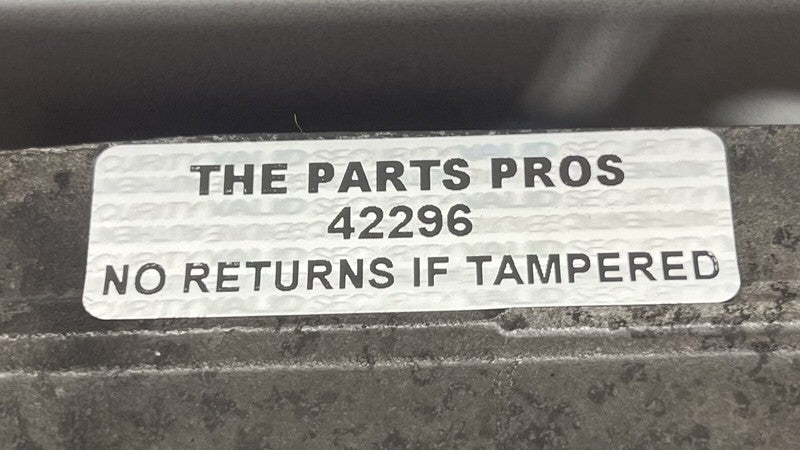 THE PARTS PROS
42296
NO RETURNS IF TAMPERED